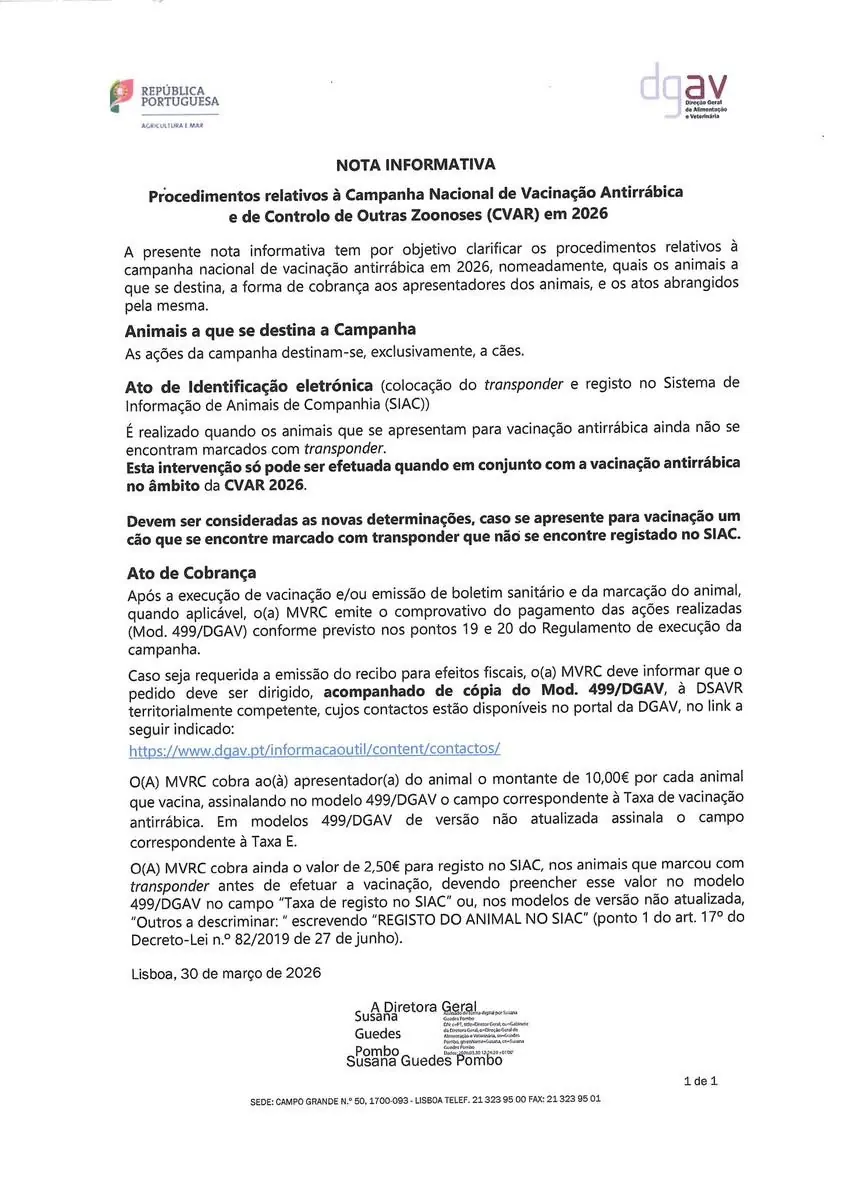 REPÚBLICA
PORTUGUESA
AGRICULTURA E MAR
dgav
Direção Geral
de Alimentação
e Veterinária
NOTA INFORMATIVA
Procedimentos relativos à Campanha Nacional de Vacinação Antirrábica
e de Controlo de Outras Zoonoses (CVAR) em 2026
A presente nota informativa tem por objetivo clarificar os procedimentos relativos à
campanha nacional de vacinação antirrábica em 2026, nomeadamente, quais os animais a
que se destina, a forma de cobrança aos apresentadores dos animais, e os atos abrangidos
pela mesma.
Animais a que se destina a Campanha
As ações da campanha destinam-se, exclusivamente, a cães.
Ato de Identificação eletrónica (colocação do transponder e registo no Sistema de
Informação de Animais de Companhia (SIAC))
É realizado quando os animais que se apresentam para vacinação antirrábica ainda não se
encontram marcados com transponder.
Esta intervenção só pode ser efetuada quando em conjunto com a vacinação antirrábica
no âmbito da CVAR 2026.
Devem ser consideradas as novas determinações, caso se apresente para vacinação um
cão que se encontre marcado com transponder que não se encontre registado no SIAC.
Ato de Cobrança
Após a execução de vacinação e/ou emissão de boletim sanitário e da marcação do animal,
quando aplicável, o(a) MVRC emite o comprovativo do pagamento das ações realizadas
(Mod. 499/DGAV) conforme previsto nos pontos 19 e 20 do Regulamento de execução da
campanha.
Caso seja requerida a emissão do recibo para efeitos fiscais, o(a) MVRC deve informar que o
pedido deve ser dirigido, acompanhado de cópia do Mod. 499/DGAV, à DSAVR
territorialmente competente, cujos contactos estão disponíveis no portal da DGAV, no link a
seguir indicado:
https://www.dgav.pt/informacaoutil/content/contactos/
O(A) MVRC cobra ao(à) apresentador(a) do animal o montante de 10,00€ por cada animal
que vacina, assinalando no modelo 499/DGAV o campo correspondente à Taxa de vacinação
antirrábica. Em modelos 499/DGAV de versão não atualizada assinala o campo
correspondente à Taxa E.
O(A) MVRC cobra ainda o valor de 2,50€ para registo no SIAC, nos animais que marcou com
transponder antes de efetuar a vacinação, devendo preencher esse valor no modelo
499/DGAV no campo "Taxa de registo no SIAC" ou, nos modelos de versão não atualizada,
"Outros a descriminar: " escrevendo "REGISTO DO ANIMAL NO SIAC" (ponto 1 do art. 17º do
Decreto-Lei n.º 82/2019 de 27 de junho).
Lisboa, 30 de março de 2026
A Diretora Geral
Susana
Guedes
Pombo
Susana Guedes Pombo
1 de 1
SEDE: CAMPO GRANDE N.º 50, 1700-093 - LISBOA TELEF. 21 323 95 00 FAX: 21 323 95 01